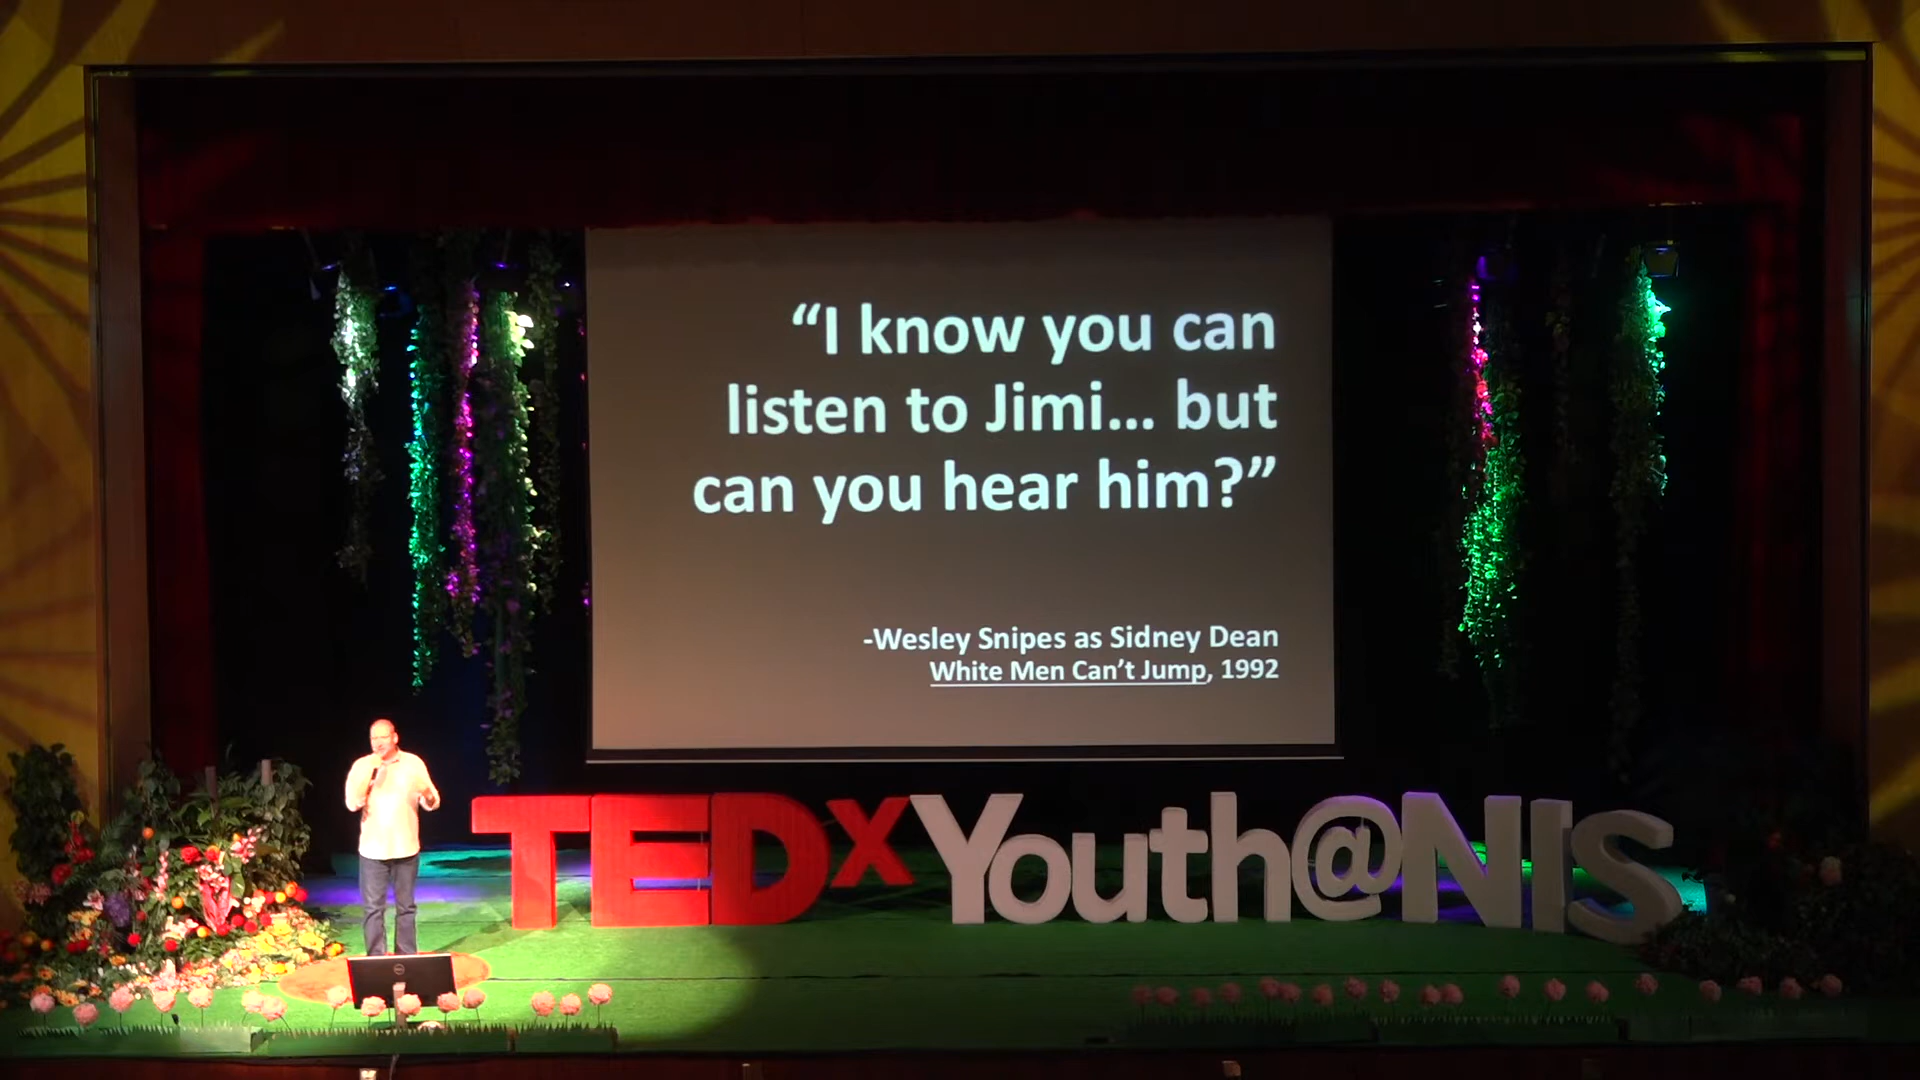 “I know you can
listen to Jimi... but
can you hear him?”
-Wesley Snipes as Sidney Dean
White Men Can’t Jump, 1992
TEDxYouth@NIS